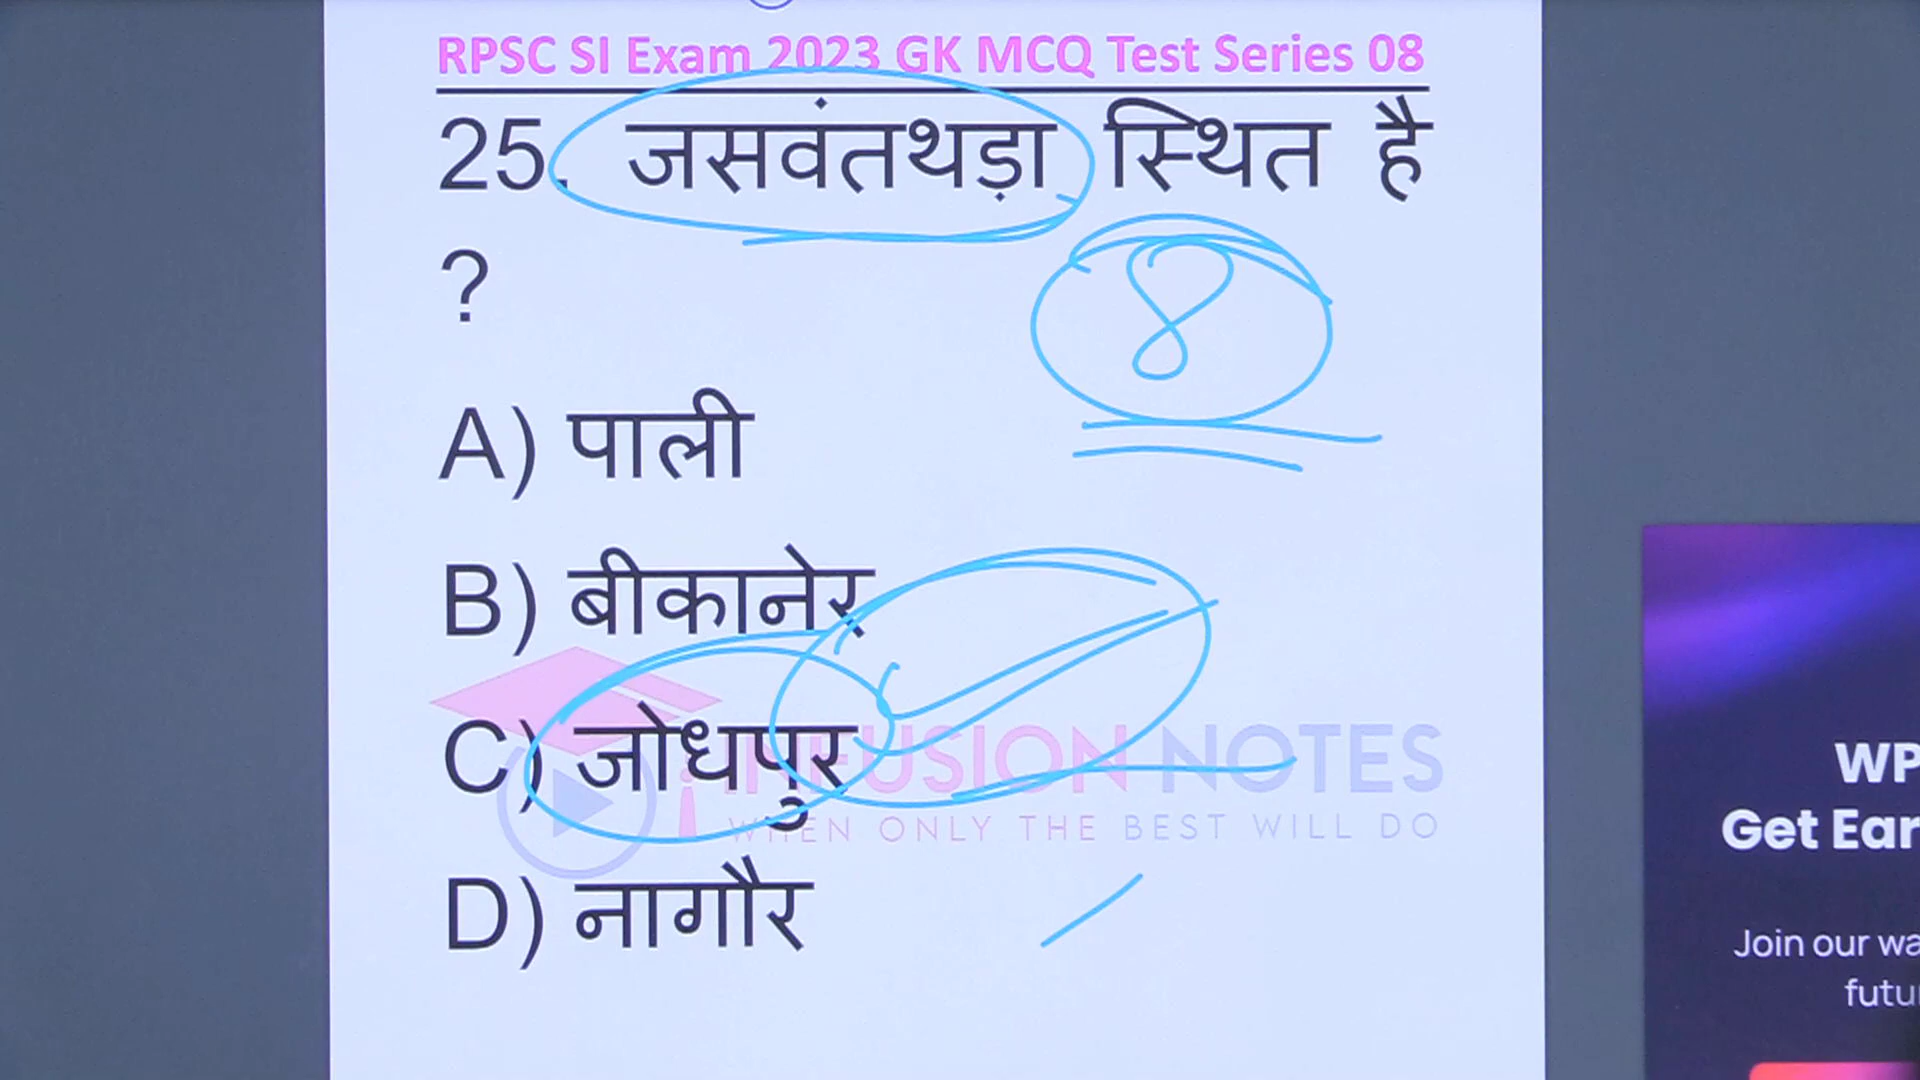 RPSC SI Exam 2023 GK MCQ Test Series 08
25. जसवंतथड़ा स्थित है
?
8
A) पाली
B) बीकानेर
C) जोधपुर
INFUSION NOTES
WHEN ONLY THE BEST WILL DO
D) नागौर
WP
Get Ear
Join our wa
futu